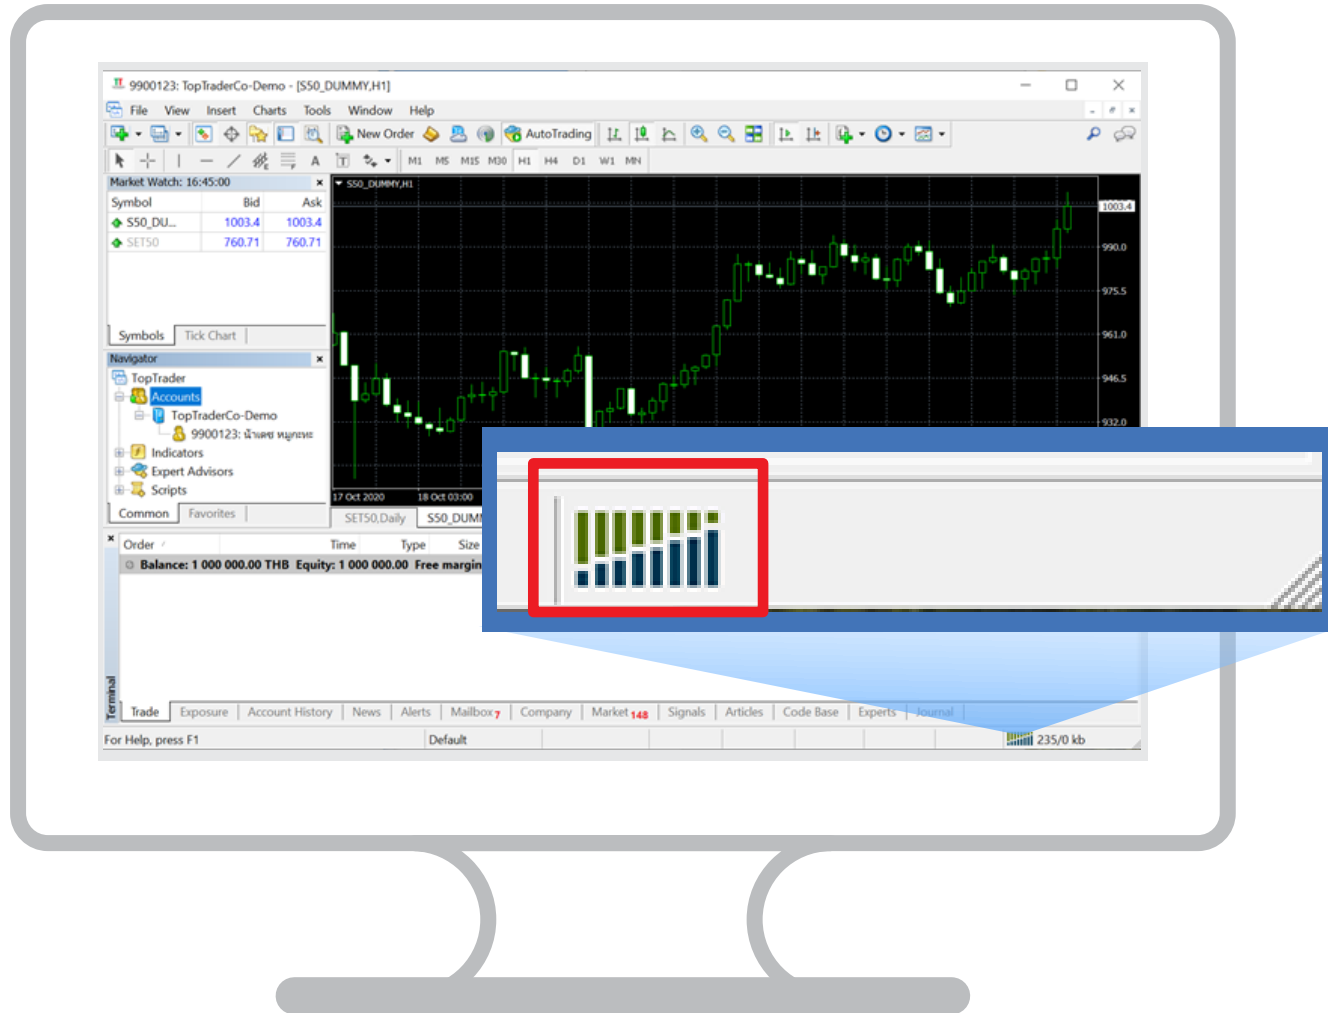 9900123: TopTraderCo-Demo - [S50_DUMMY,H1]
File View Insert Charts Tools Window Help
New Order AutoTrading
A T M1 M5 M15 M30 H1 H4 D1 W1 MN
Market Watch: 16:45:00
Symbol Bid Ask
S50_DU... 1003.4 1003.4
SET50 760.71 760.71
Symbols Tick Chart
Navigator
TopTrader
Accounts
TopTraderCo-Demo
9900123: น้าเดช หมูกะทะ
Indicators
Expert Advisors
Scripts
Common Favorites
S50_DUMMY,H1
1003.4
990.0
975.5
961.0
946.5
932.0
17 Oct 2020 18 Oct 03:00
SET50,Daily
Order / Time Type Size
Balance: 1 000 000.00 THB Equity: 1 000 000.00 Free margin
Terminal
Trade Exposure Account History News Alerts Mailbox 7 Company Market 148 Signals Articles Code Base Experts Journal
For Help, press F1 Default 235/0 kb